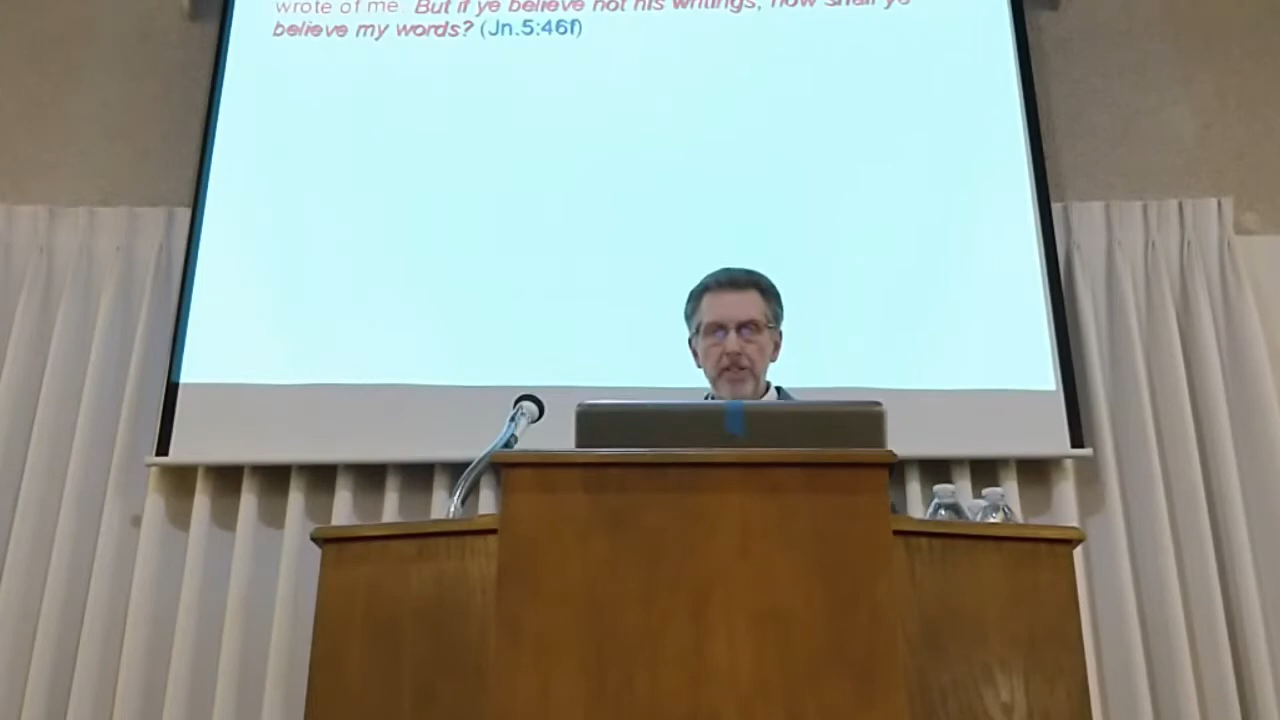 wrote of me. But if ye believe not his writings, how shall ye
believe my words? (Jn.5:46f)